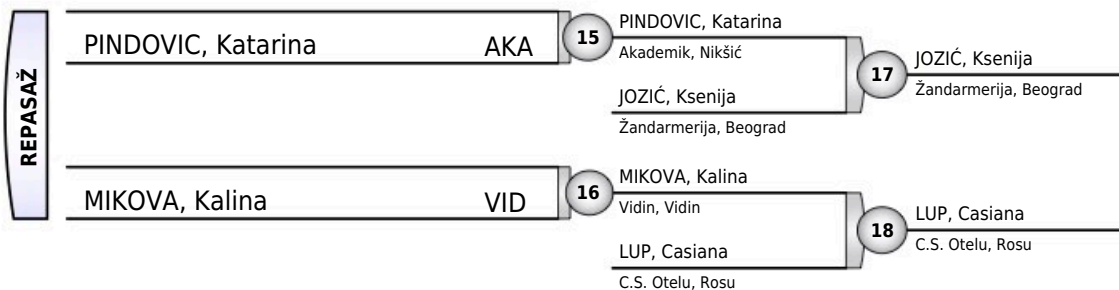 REPASAŽ
PINDOVIC, Katarina AKA
15
PINDOVIC, Katarina
Akademik, Nikšić
JOZIĆ, Ksenija
Žandarmerija, Beograd
17
JOZIĆ, Ksenija
Žandarmerija, Beograd
MIKOVA, Kalina VID
16
MIKOVA, Kalina
Vidin, Vidin
LUP, Casiana
C.S. Otelu, Rosu
18
LUP, Casiana
C.S. Otelu, Rosu